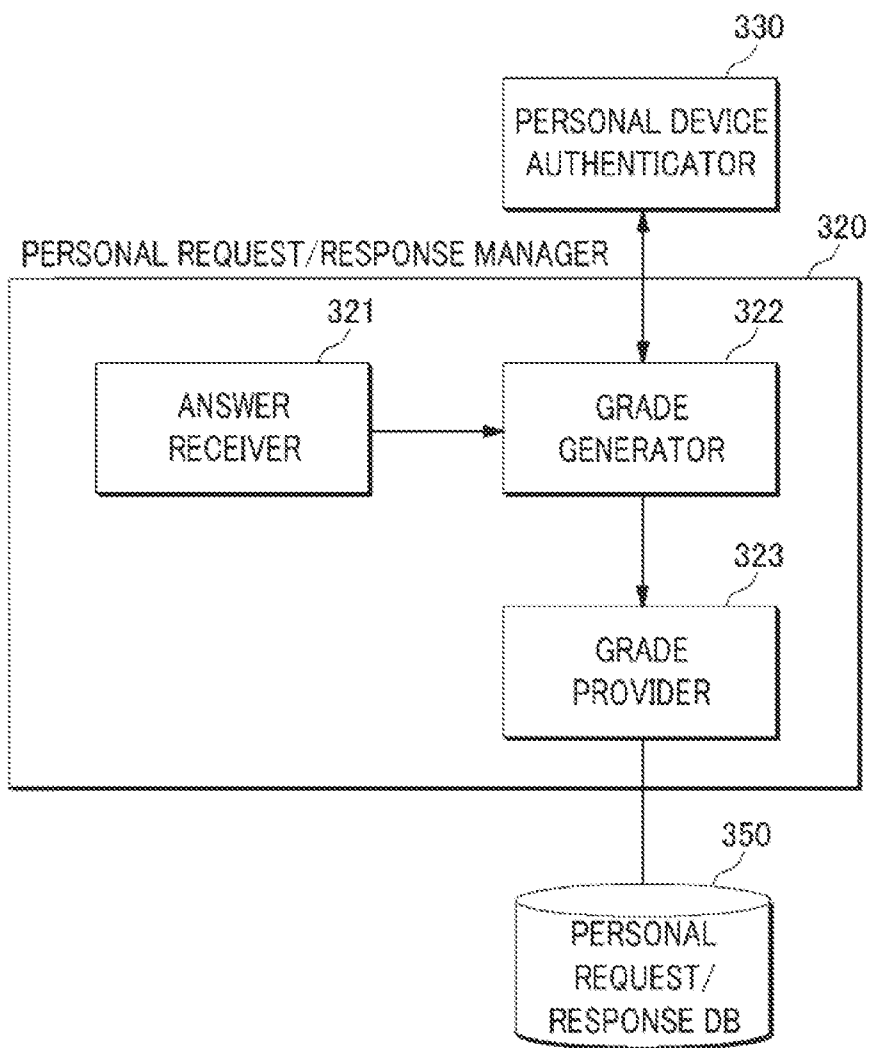 330
PERSONAL DEVICE
AUTHENTICATOR
320
PERSONAL REQUEST/RESPONSE MANAGER
321
322
ANSWER
RECEIVER
GRADE
GENERATOR
323
GRADE
PROVIDER
350
PERSONAL
REQUEST/
RESPONSE DB